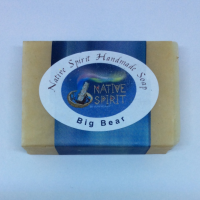 Native Spirit Handmade Soap
NATIVE
SPIRIT
Big Bear